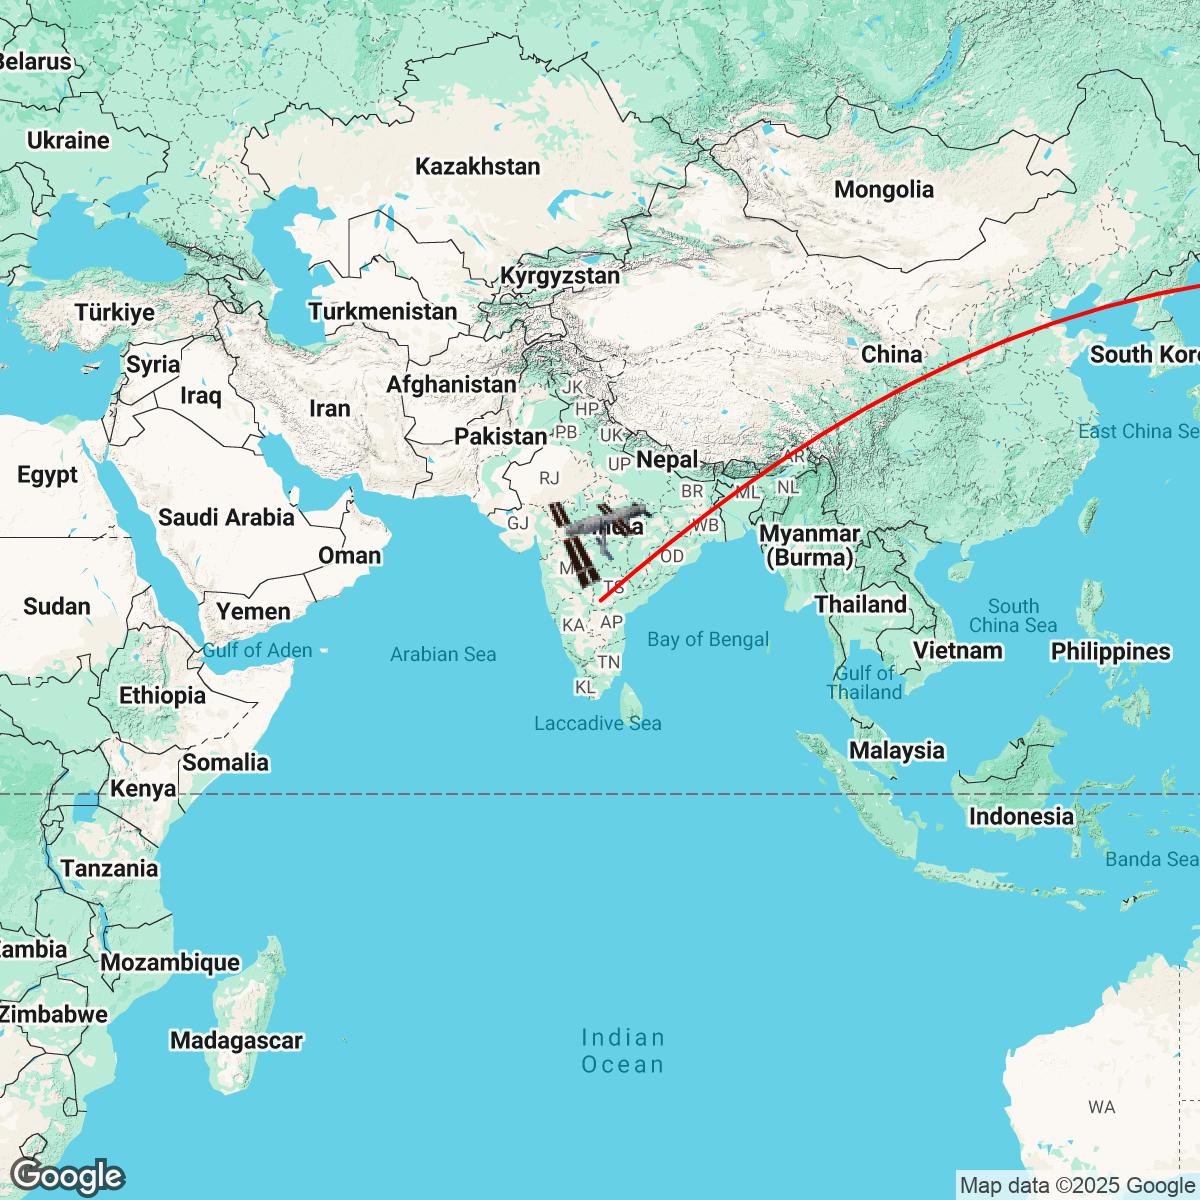 Belarus
Ukraine
Kazakhstan
Mongolia
Kyrgyzstan
Türkiye
Turkmenistan
China
South Kore
Syria
Afghanistan
JK
Iraq
Iran
HP
Pakistan
PB
UK
East China Se
AR
Nepal
UP
Egypt
RJ
BR
ML
NL
Saudi Arabia
GJ
WB
Myanmar
(Burma)
Oman
OD
M
TS
Sudan
Yemen
Thailand
South
China Sea
KA
AP
Bay of Bengal
Gulf of Aden
Arabian Sea
Vietnam
Philippines
TN
Gulf of
Thailand
KL
Ethiopia
Laccadive Sea
Malaysia
Somalia
Kenya
Indonesia
Banda Sea
Tanzania
Zambia
Mozambique
Zimbabwe
Madagascar
Indian
Ocean
WA
Google
Map data ©2025 Google